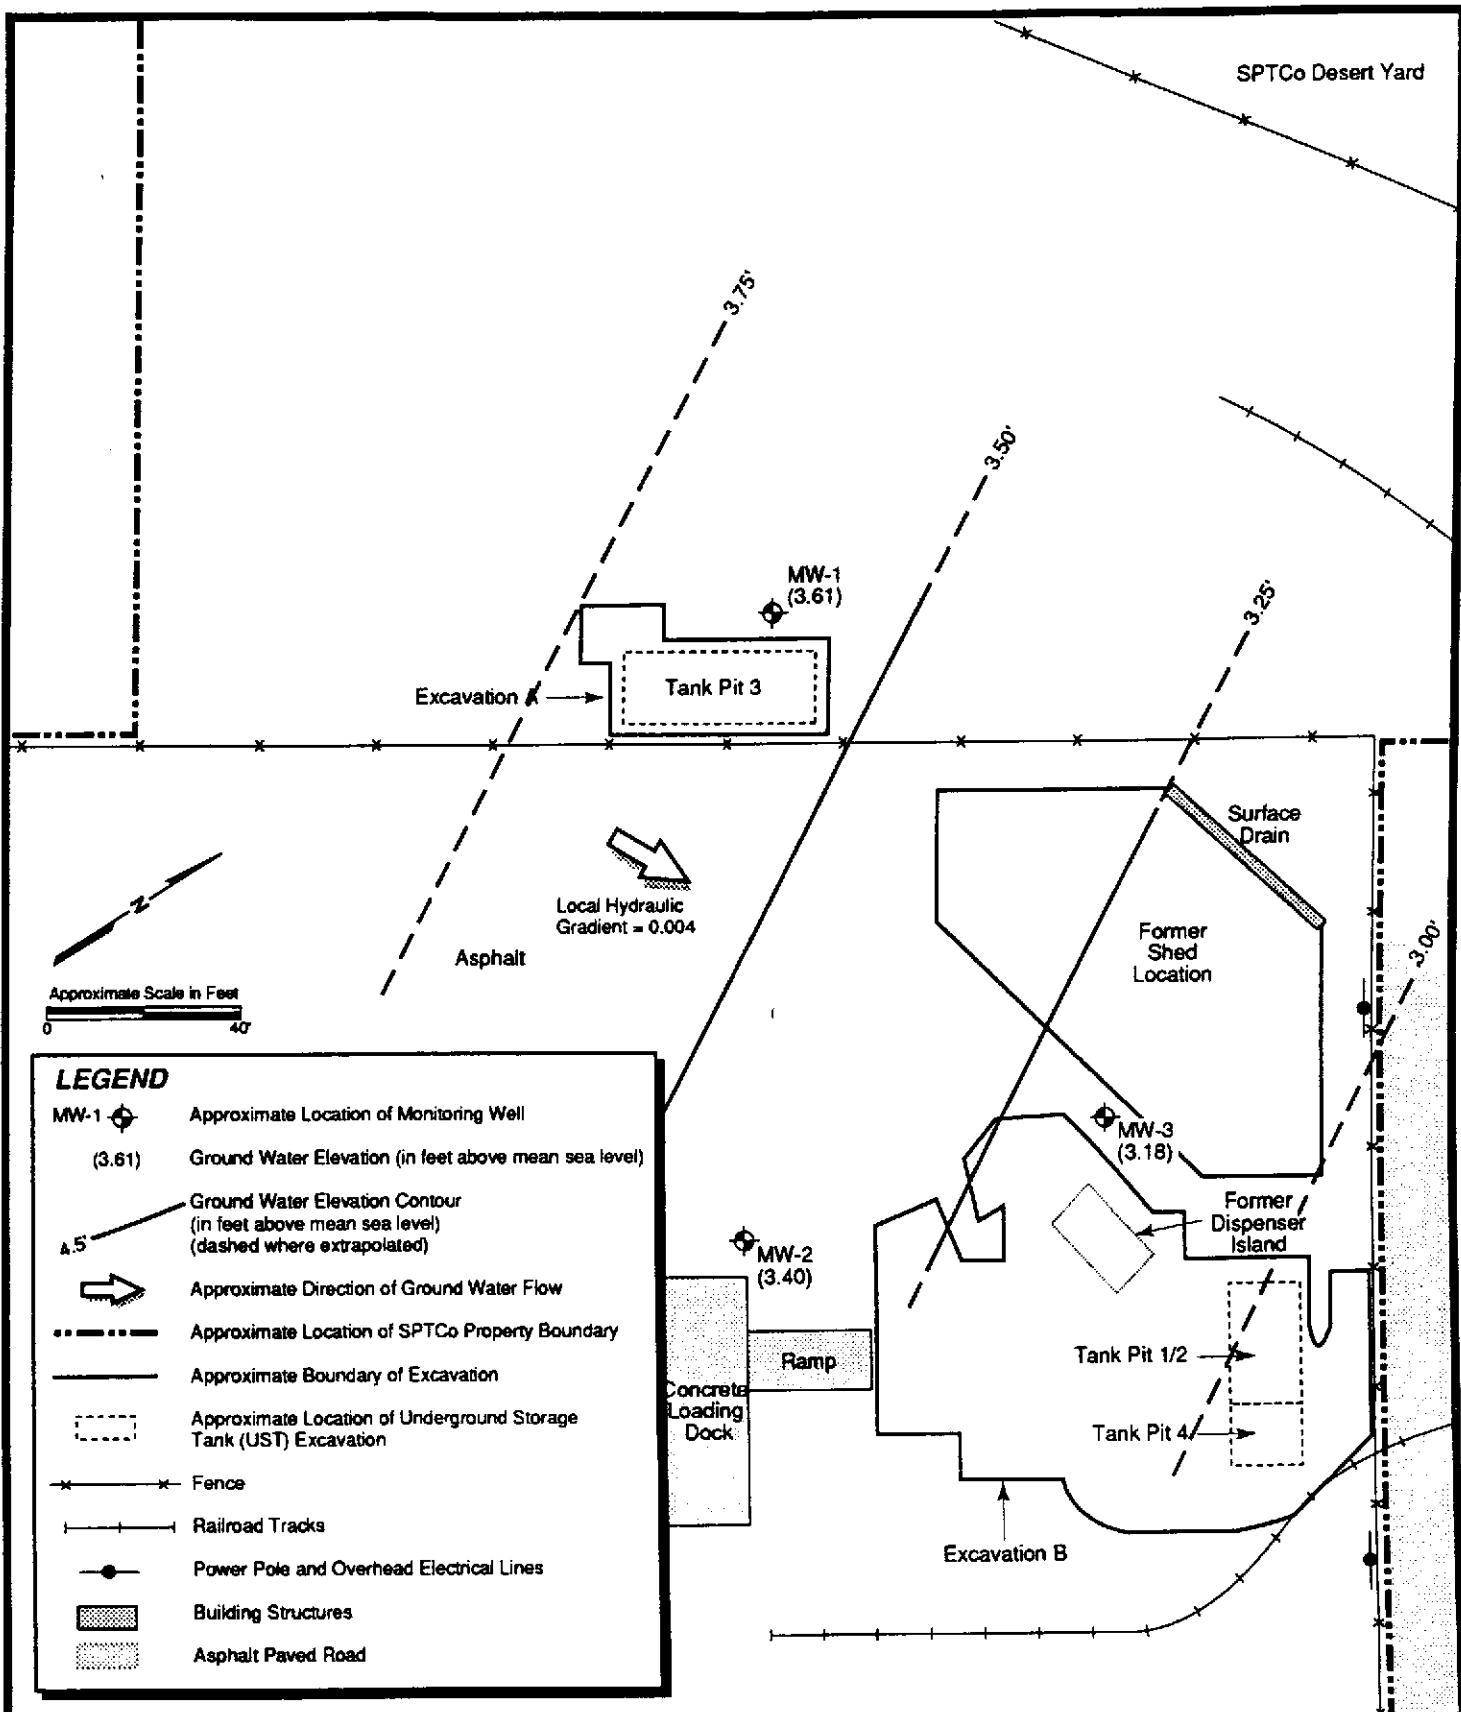 SPTCo Desert Yard
3.75'
3.50'
MW-1
(3.61)
3.25'
Tank Pit 3
Excavation A
Surface
Drain
Local Hydraulic
Gradient = 0.004
N
Asphalt
Former
Shed
Location
3.00'
Approximate Scale in Feet
0 40'
LEGEND
MW-1 Approximate Location of Monitoring Well
(3.61) Ground Water Elevation (in feet above mean sea level)
4.5' Ground Water Elevation Contour
(in feet above mean sea level)
(dashed where extrapolated)
Approximate Direction of Ground Water Flow
Approximate Location of SPTCo Property Boundary
Approximate Boundary of Excavation
Approximate Location of Underground Storage
Tank (UST) Excavation
Fence
Railroad Tracks
Power Pole and Overhead Electrical Lines
Building Structures
Asphalt Paved Road
MW-3
(3.18)
Former
Dispenser
Island
MW-2
(3.40)
Ramp
Concrete
Loading
Dock
Tank Pit 1/2
Tank Pit 4
Excavation B